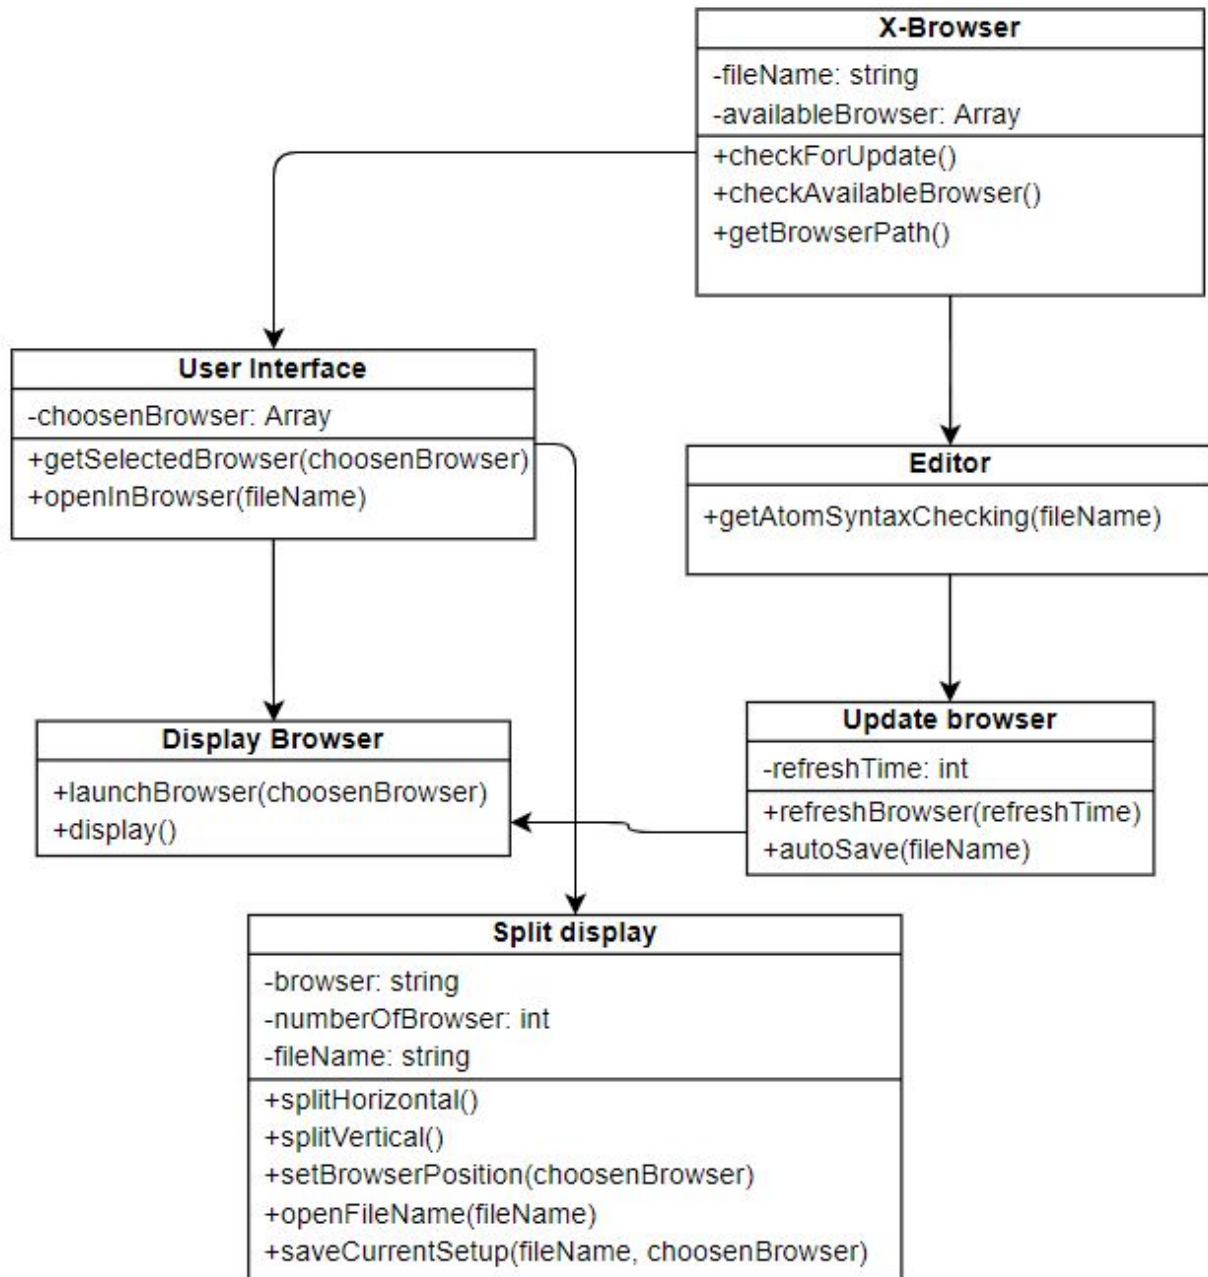 X-Browser
-fileName: string
-availableBrowser: Array
+checkForUpdate()
+checkAvailableBrowser()
+getBrowserPath()
User Interface
-choosenBrowser: Array
+getSelectedBrowser(choosenBrowser)
+openInBrowser(fileName)
Editor
+getAtomSyntaxChecking(fileName)
Display Browser
+launchBrowser(choosenBrowser)
+display()
Update browser
-refreshTime: int
+refreshBrowser(refreshTime)
+autoSave(fileName)
Split display
-browser: string
-numberOfBrowser: int
-fileName: string
+splitHorizontal()
+splitVertical()
+setBrowserPosition(choosenBrowser)
+openFileName(fileName)
+saveCurrentSetup(fileName, choosenBrowser)